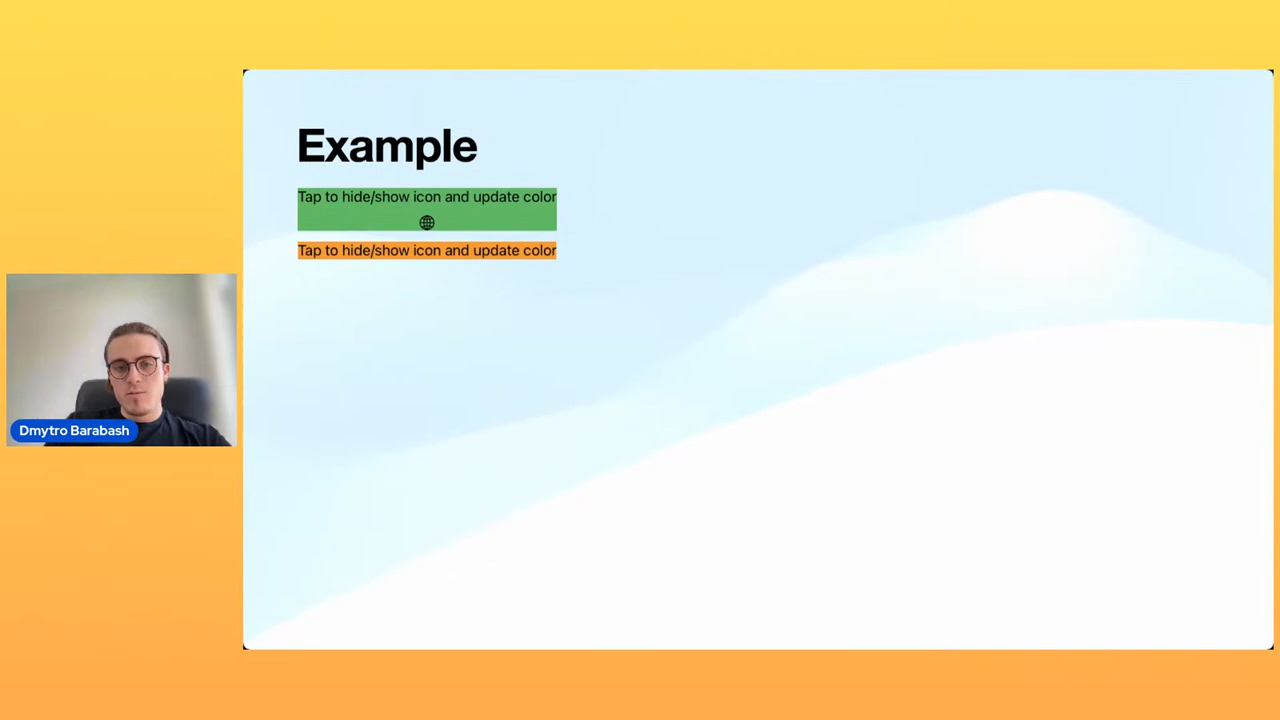 Example
Tap to hide/show icon and update color
Tap to hide/show icon and update color
Dmytro Barabash